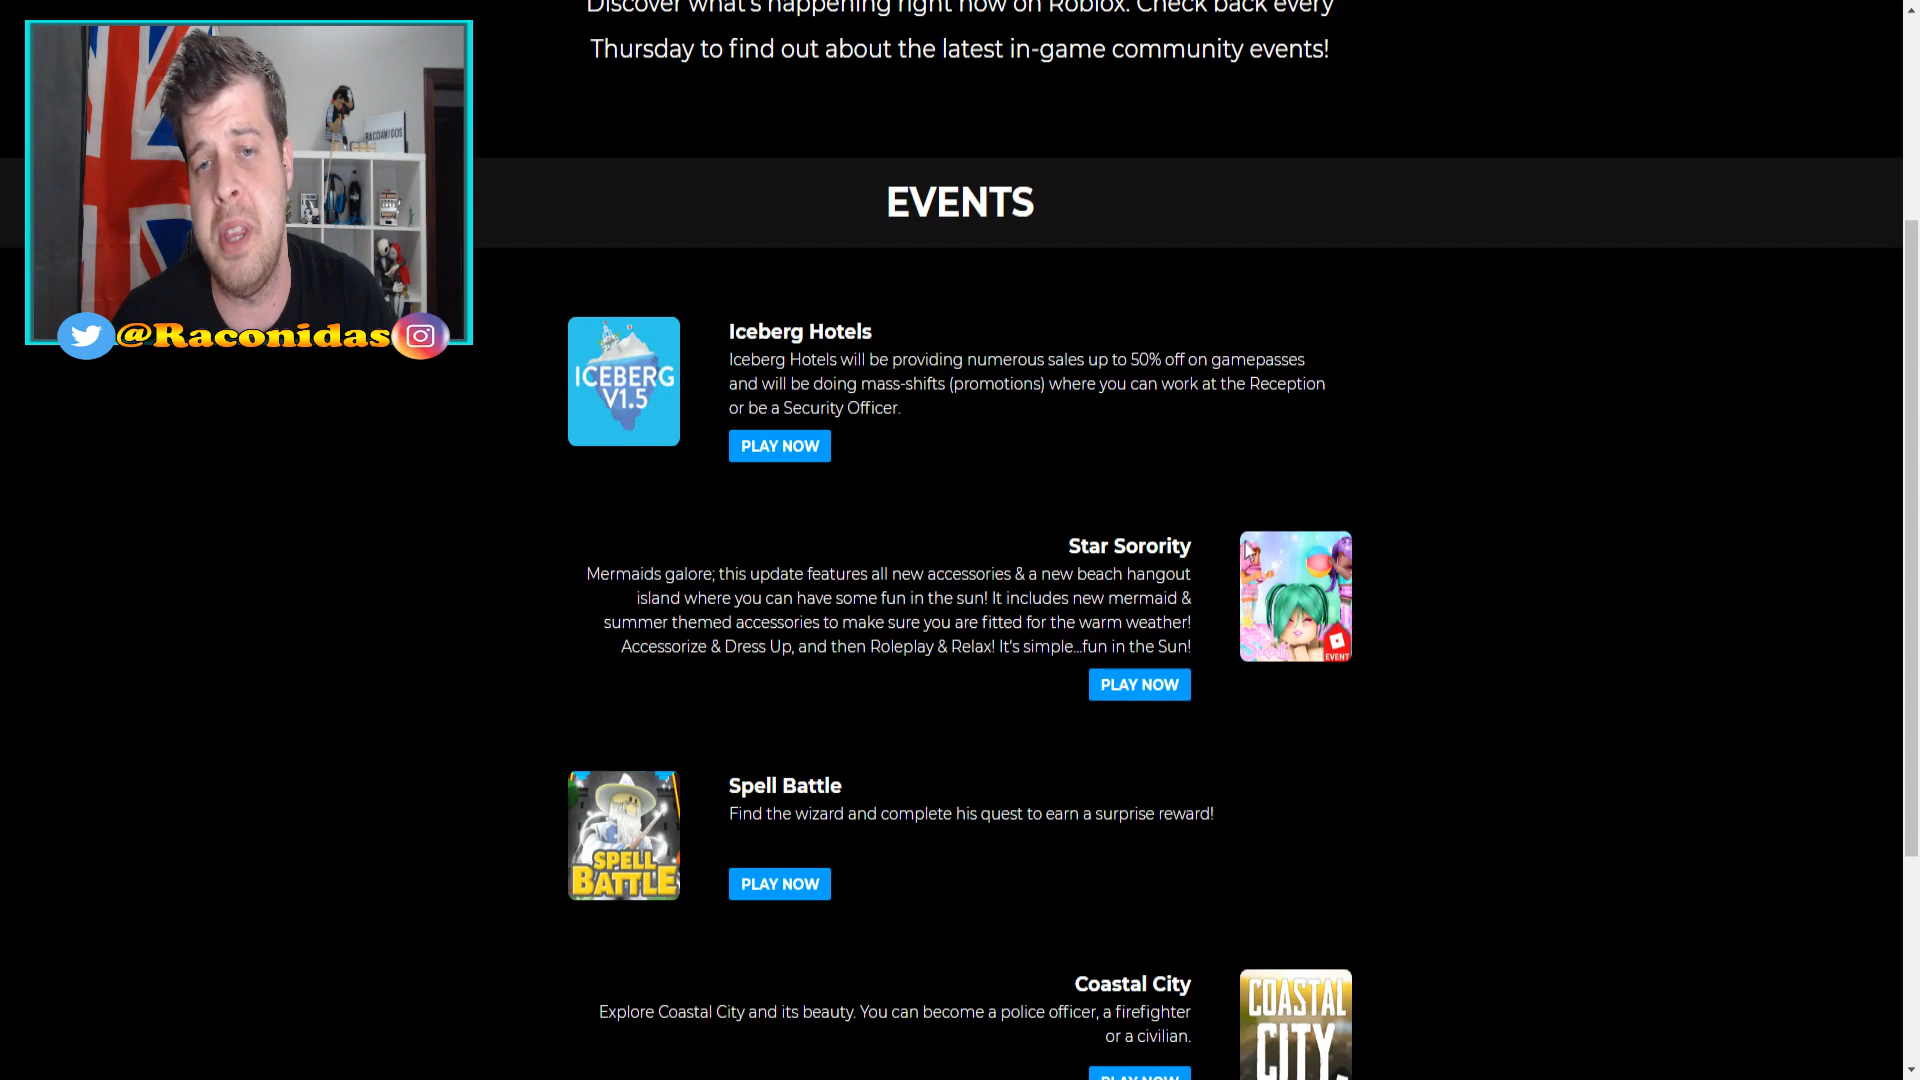 Discover what's happening right now on Roblox. Check back every
Thursday to find out about the latest in-game community events!
RACOAMIGOS
@Raconidas
EVENTS
ICEBERG
V1.5
Iceberg Hotels
Iceberg Hotels will be providing numerous sales up to 50% off on gamepasses
and will be doing mass-shifts (promotions) where you can work at the Reception
or be a Security Officer.
PLAY NOW
Star Sorority
Mermaids galore; this update features all new accessories & a new beach hangout
island where you can have some fun in the sun! It includes new mermaid &
summer themed accessories to make sure you are fitted for the warm weather!
Accessorize & Dress Up, and then Roleplay & Relax! It's simple...fun in the Sun!
PLAY NOW
EVENT
SPELL
BATTLE
Spell Battle
Find the wizard and complete his quest to earn a surprise reward!
PLAY NOW
Coastal City
Explore Coastal City and its beauty. You can become a police officer, a firefighter
or a civilian.
PLAY NOW
COASTAL
CITY